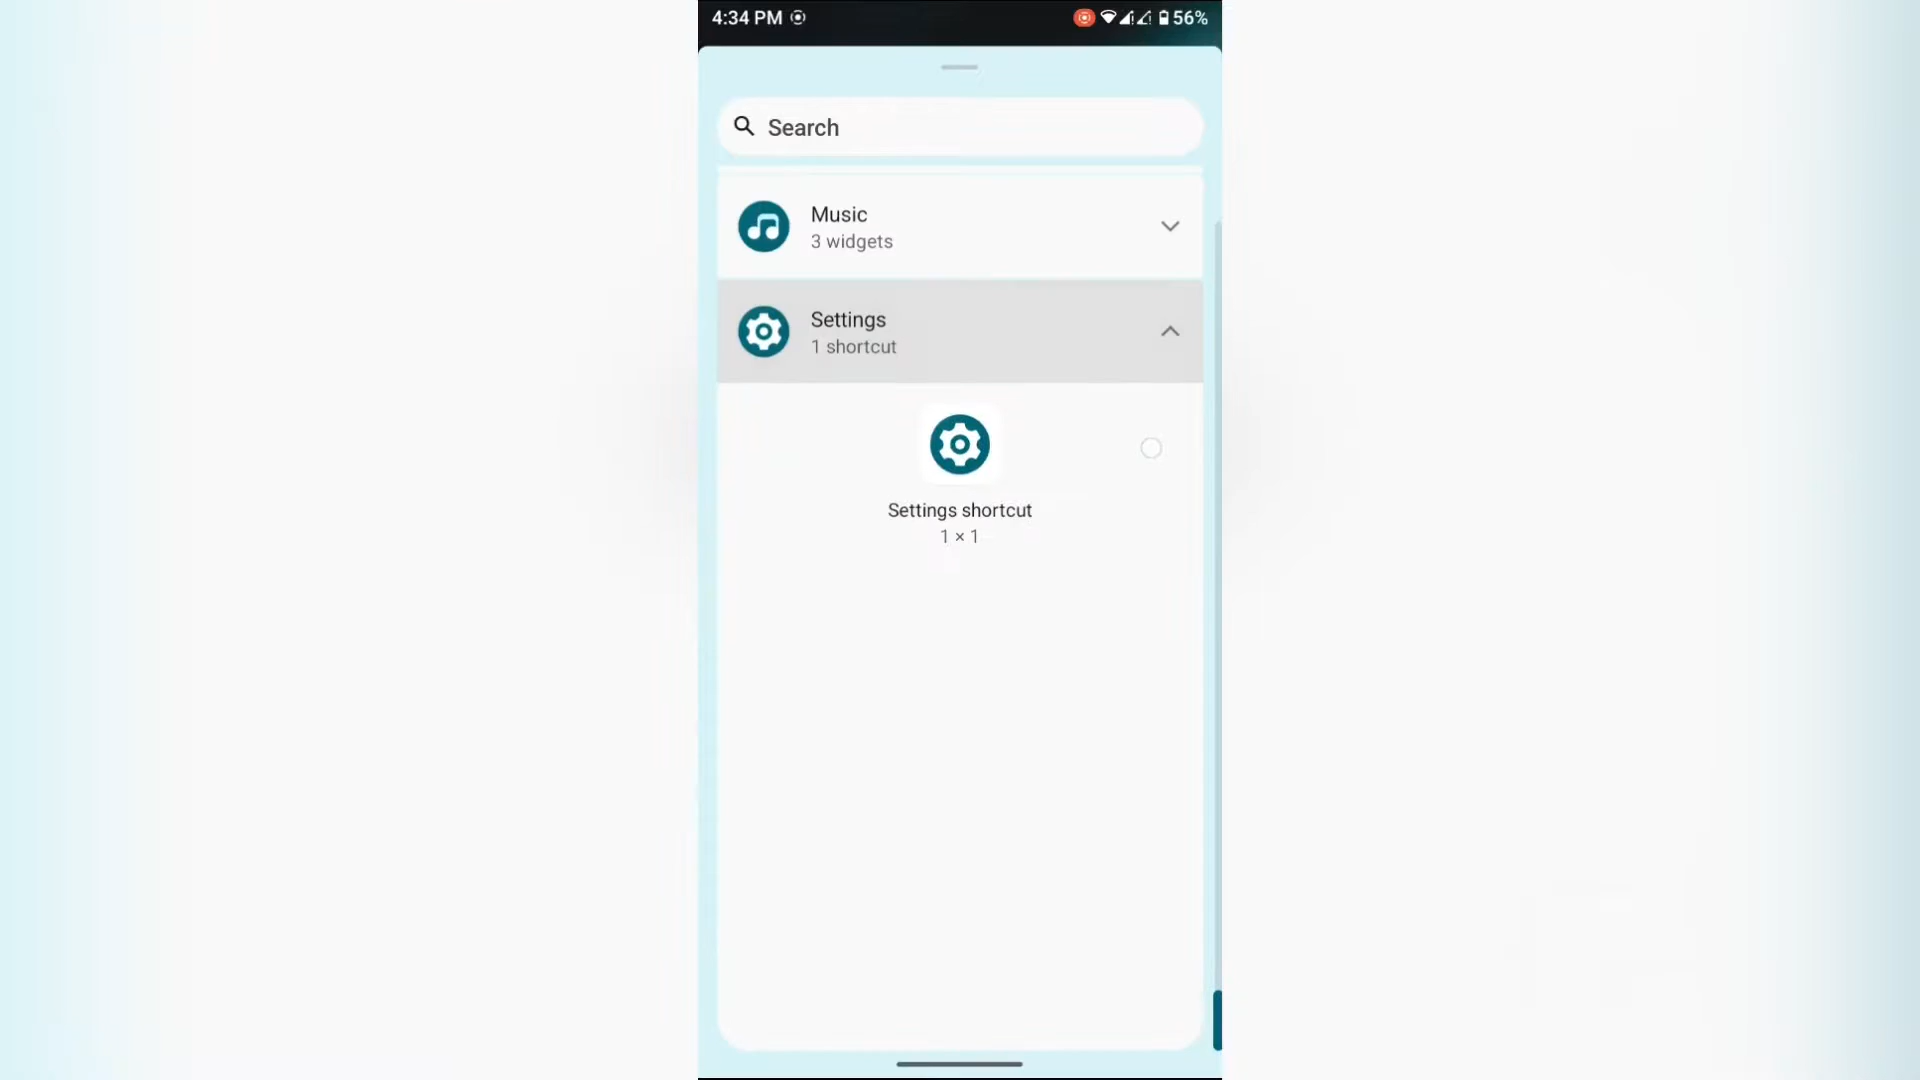 4:34 PM
56%
Search
Music
3 widgets
Settings
1 shortcut
Settings shortcut
1 × 1